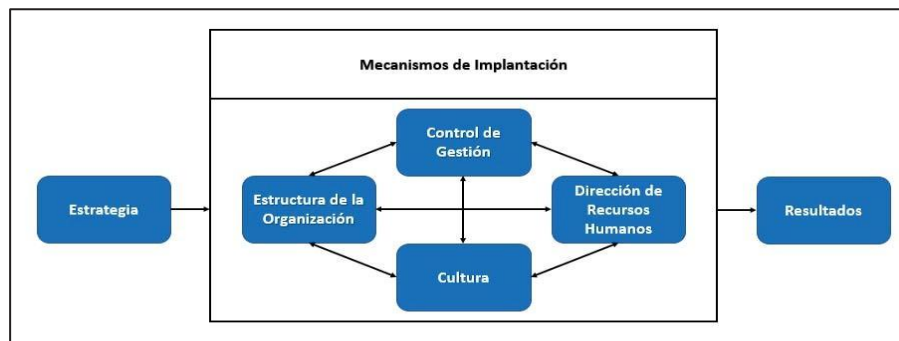 Mecanismos de Implantación
Control de
Gestión
Estrategia
Estructura de la
Organización
Dirección de
Recursos
Humanos
Resultados
Cultura